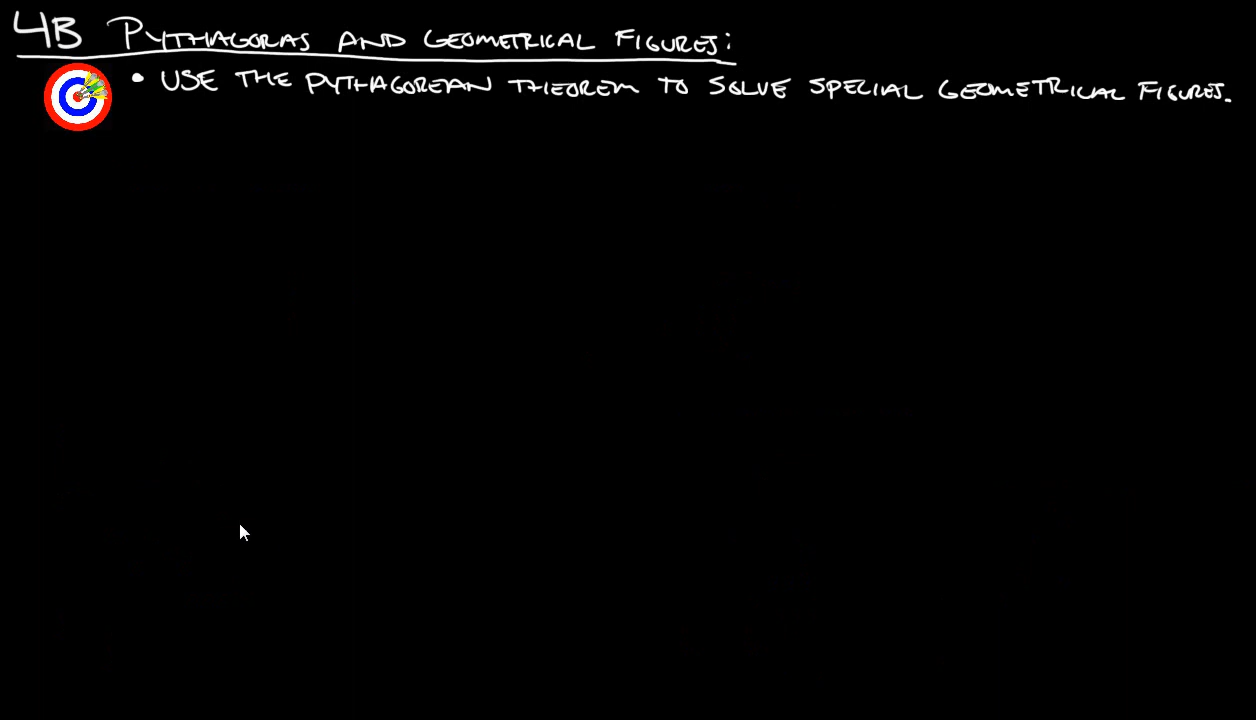 4B PYTHAGORAS AND GEOMETRICAL FIGURES:
• USE THE PYTHAGOREAN THEOREM TO SOLVE SPECIAL GEOMETRICAL FIGURES.